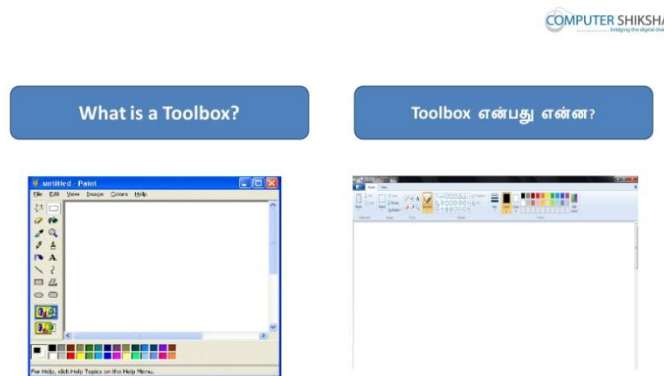 COMPUTER SHIKSHA
What is a Toolbox?
Toolbox என்பது என்ன?
untitled - Paint
File Edit View Image Colors Help
For Help, click Help Topics on the Help Menu.